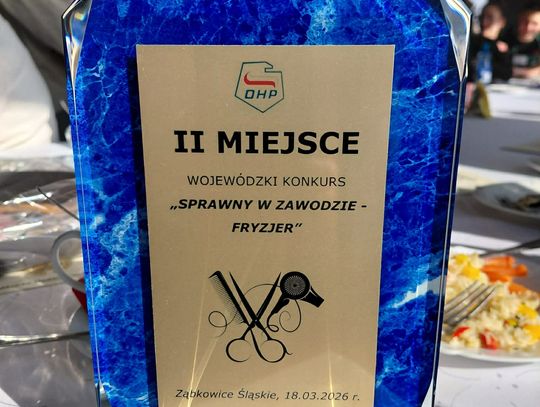 OHP
II MIEJSCE
WOJEWÓDZKI KONKURS
„SPRAWNY W ZAWODZIE -
FRYZJER”
Ząbkowice Śląskie, 18.03.2026 r.